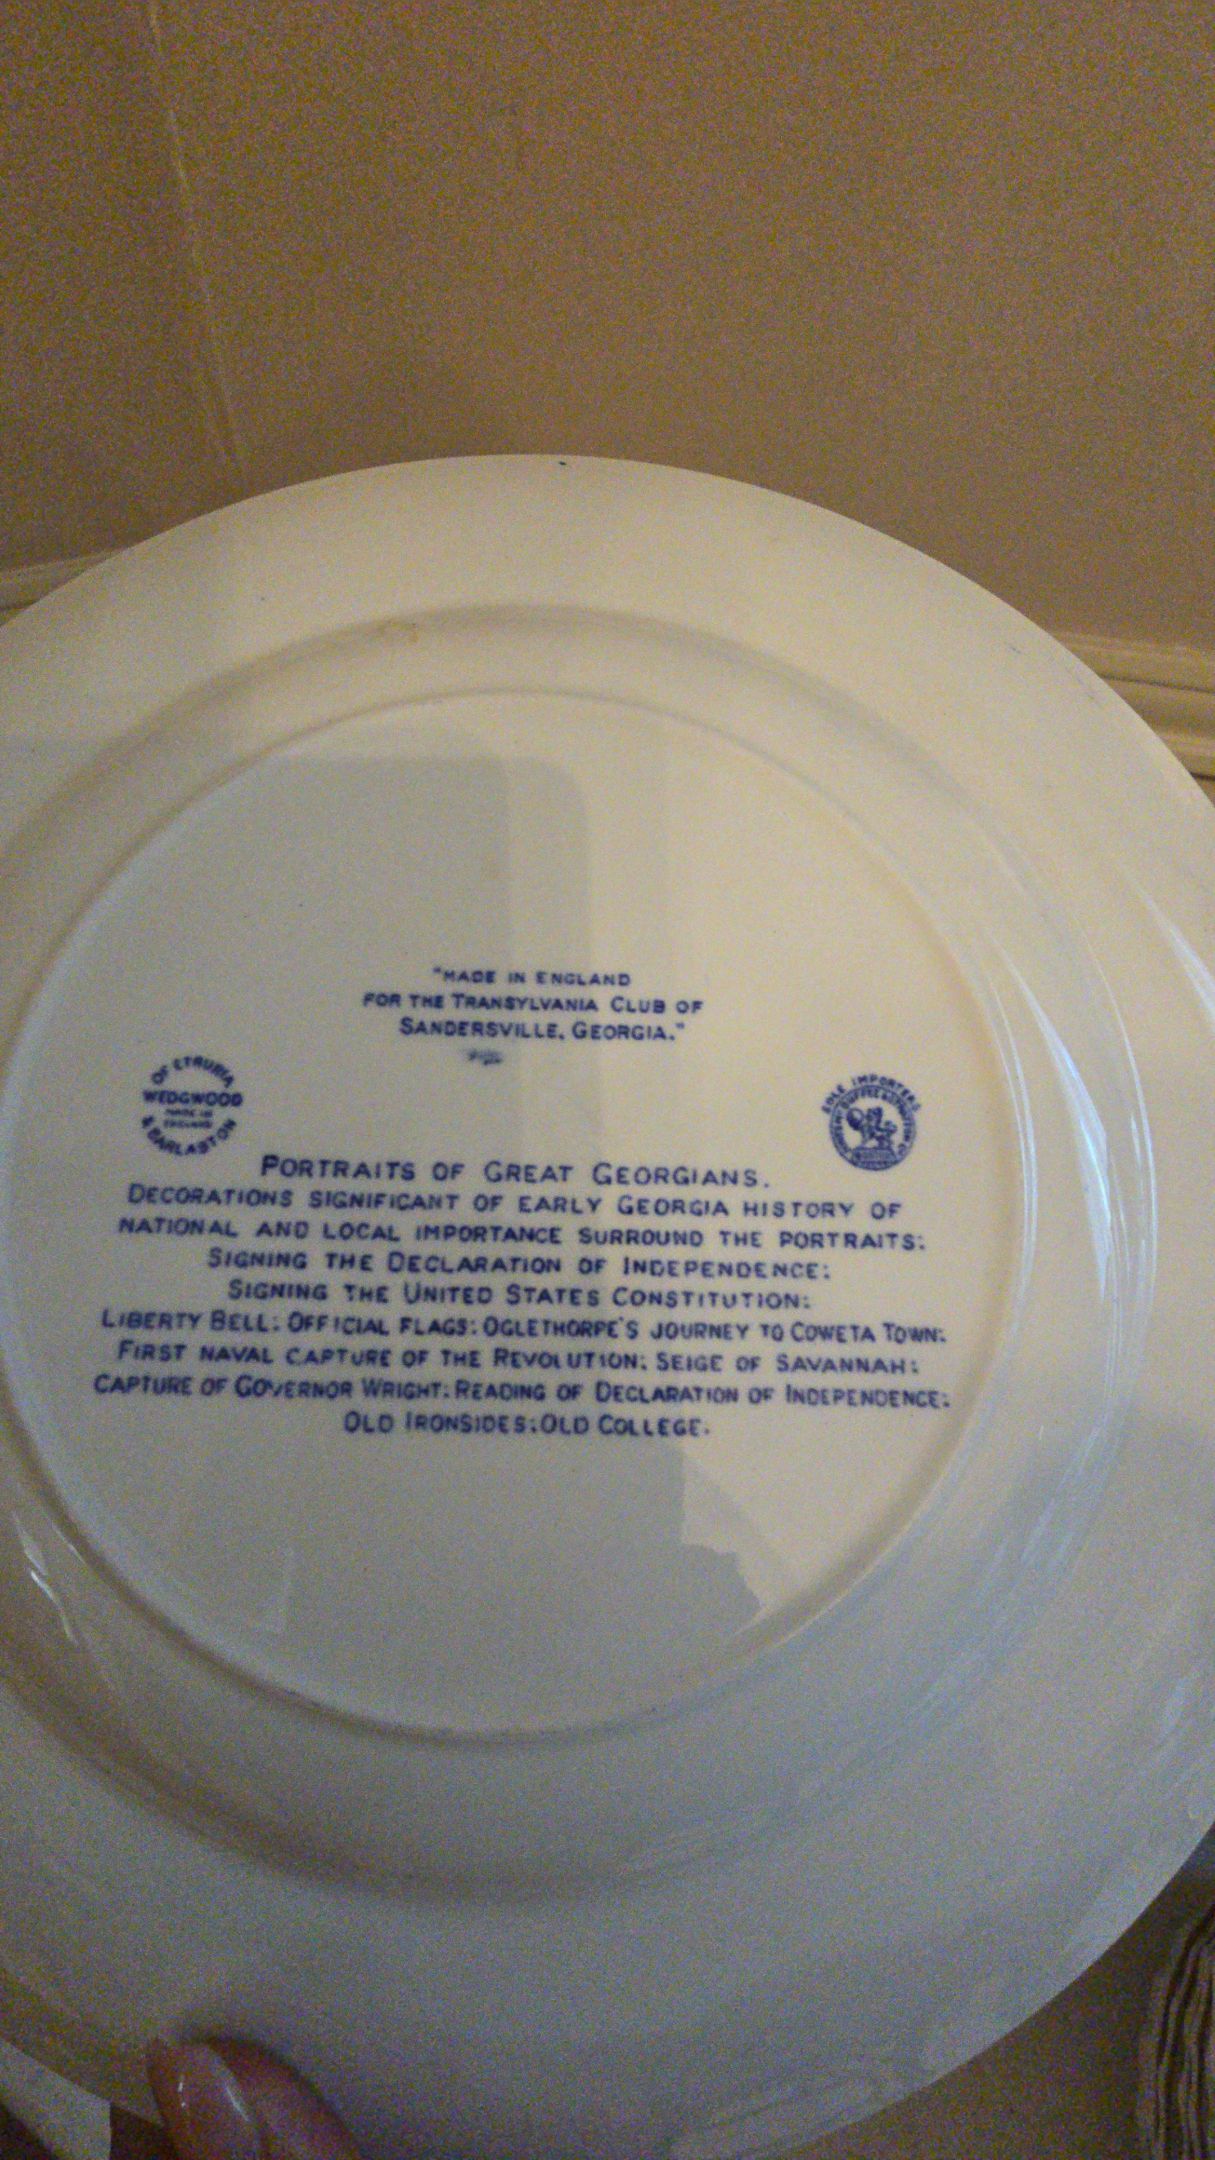 "MADE IN ENGLAND
FOR THE TRANSYLVANIA CLUB OF
SANDERSVILLE, GEORGIA."
OF ETRURIA
WEDGWOOD
MADE IN
ENGLAND
& BARLASTON
SOLE IMPORTERS
PORTRAITS OF GREAT GEORGIANS.
DECORATIONS SIGNIFICANT OF EARLY GEORGIA HISTORY OF
NATIONAL AND LOCAL IMPORTANCE SURROUND THE PORTRAITS:
SIGNING THE DECLARATION OF INDEPENDENCE:
SIGNING THE UNITED STATES CONSTITUTION:
LIBERTY BELL: OFFICIAL FLAGS: OGLETHORPE'S JOURNEY TO COWETA TOWN:
FIRST NAVAL CAPTURE OF THE REVOLUTION: SEIGE OF SAVANNAH:
CAPTURE OF GOVERNOR WRIGHT: READING OF DECLARATION OF INDEPENDENCE:
OLD IRONSIDES: OLD COLLEGE.